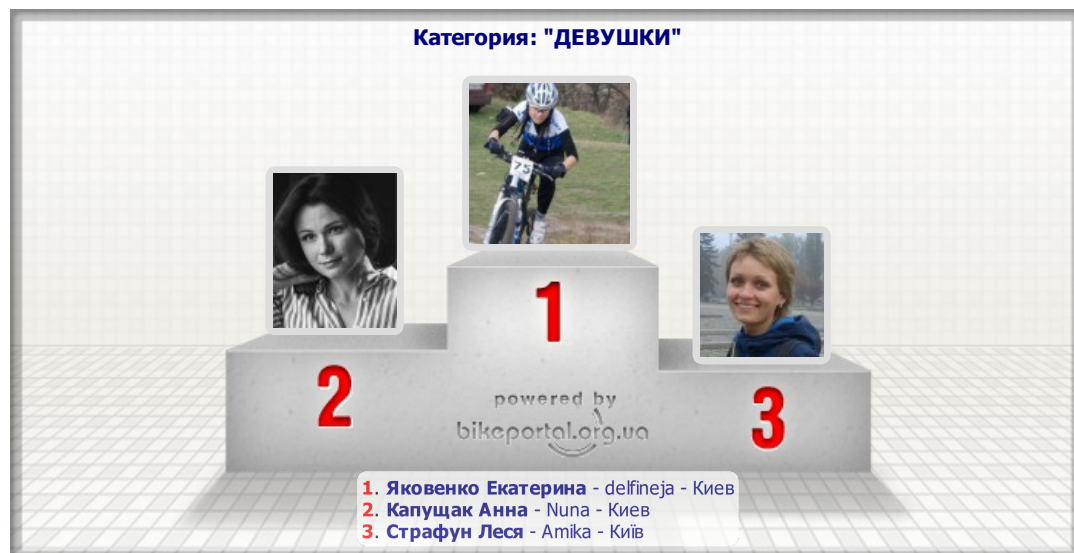 Категория: "ДЕВУШКИ"
75
1
2
3
powered by
bikeportal.org.ua
1. Яковенко Екатерина - delfineja - Киев
2. Капущак Анна - Nuna - Киев
3. Страфун Леся - Amika - Київ